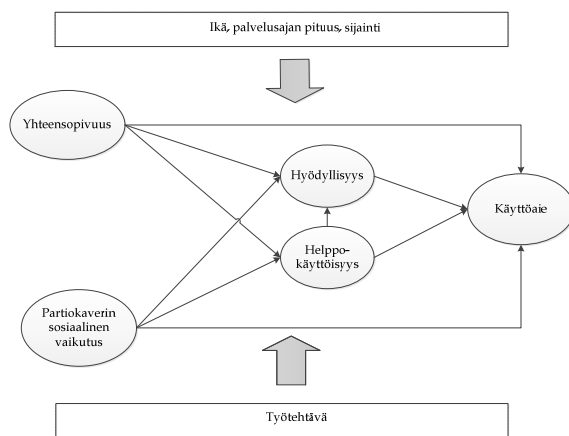 Ikä, palvelusajan pituus, sijainti
Yhteensopivuus
Hyödyllisyys
Käyttöaie
Helppo-
käyttöisyys
Partiokaverin
sosiaalinen
vaikutus
Työtehtävä